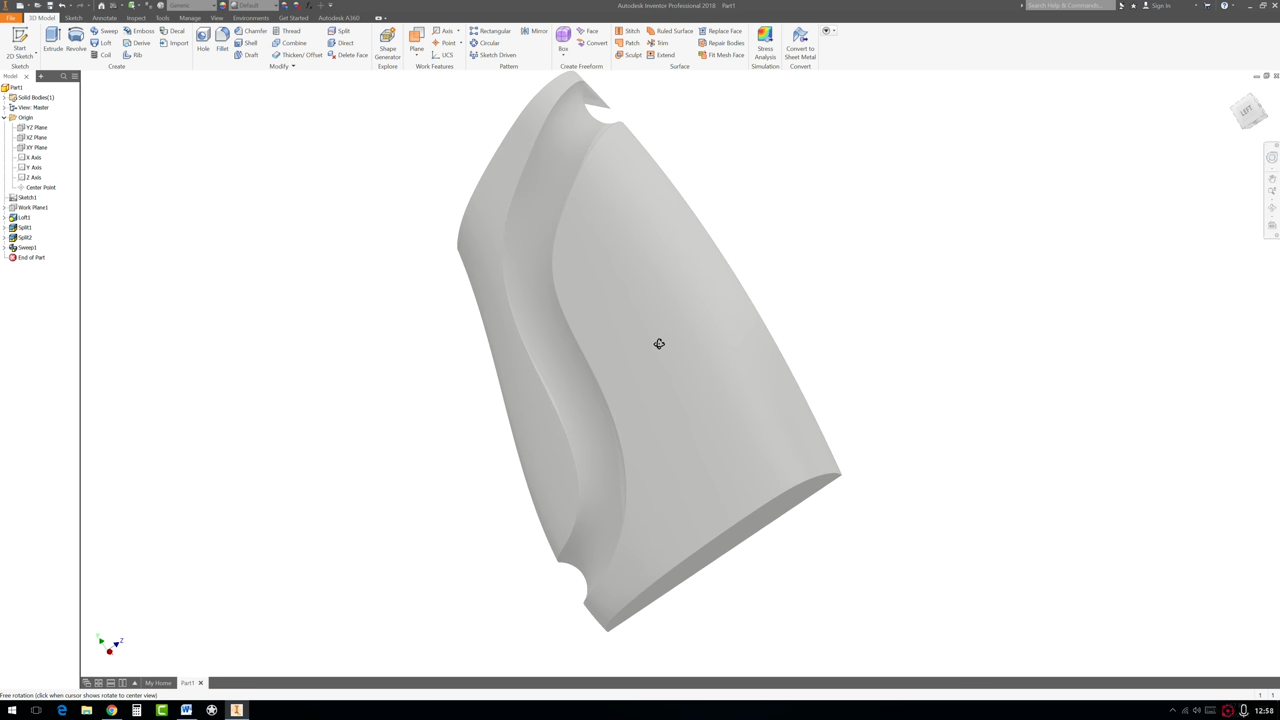 Generic Default Autodesk Inventor Professional 2018 Part1 Search Help & Commands... Sign In
File 3D Model Sketch Annotate Inspect Tools Manage View Environments Get Started Autodesk A360
Start 2D Sketch
Sketch
Extrude Revolve
Sweep Emboss Decal
Loft Derive Import
Coil Rib
Create
Hole Fillet
Chamfer Thread Split
Shell Combine Direct
Draft Thicken/ Offset Delete Face
Modify
Shape Generator
Explore
Plane
Axis
Point
UCS
Work Features
Rectangular Mirror
Circular
Sketch Driven
Pattern
Box
Face
Convert
Create Freeform
Stitch Ruled Surface Replace Face
Patch Trim Repair Bodies
Sculpt Extend Fit Mesh Face
Surface
Stress Analysis
Simulation
Convert to Sheet Metal
Convert
Model
Part1
Solid Bodies(1)
View: Master
Origin
YZ Plane
XZ Plane
XY Plane
X Axis
Y Axis
Z Axis
Center Point
Sketch1
Work Plane1
Loft1
Split1
Split2
Sweep1
End of Part
LEFT
Y
Z
My Home Part1
Free rotation (click when cursor shows rotate to center view) 1 1
12:58